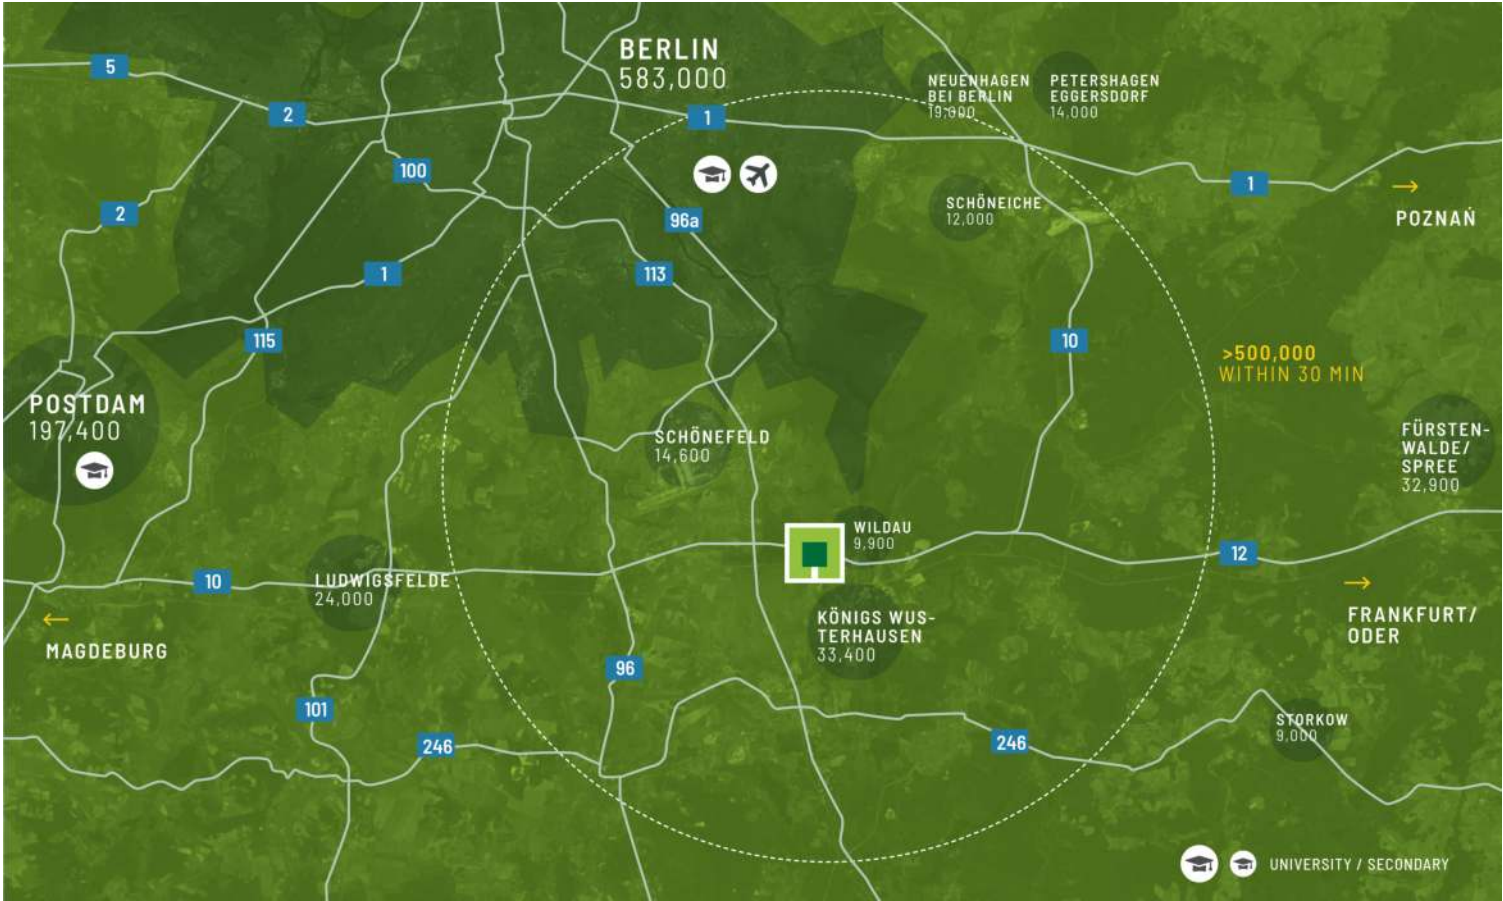 5
BERLIN
583,000
2
1
NEUENHAGEN
BEI BERLIN
19,000
PETERSHAGEN
EGGERSDORF
14,000
100
1
2
96a
SCHÖNEICHE
12,000
POZNAŃ
1
113
115
10
>500,000
WITHIN 30 MIN
POSTDAM
197,400
SCHÖNEFELD
14,600
FÜRSTEN-
WALDE/
SPREE
32,900
WILDAU
9,900
12
10
LUDWIGSFELDE
24,000
KÖNIGS WUS-
TERHAUSEN
33,400
FRANKFURT/
ODER
MAGDEBURG
96
101
246
246
STORKOW
9,000
UNIVERSITY / SECONDARY